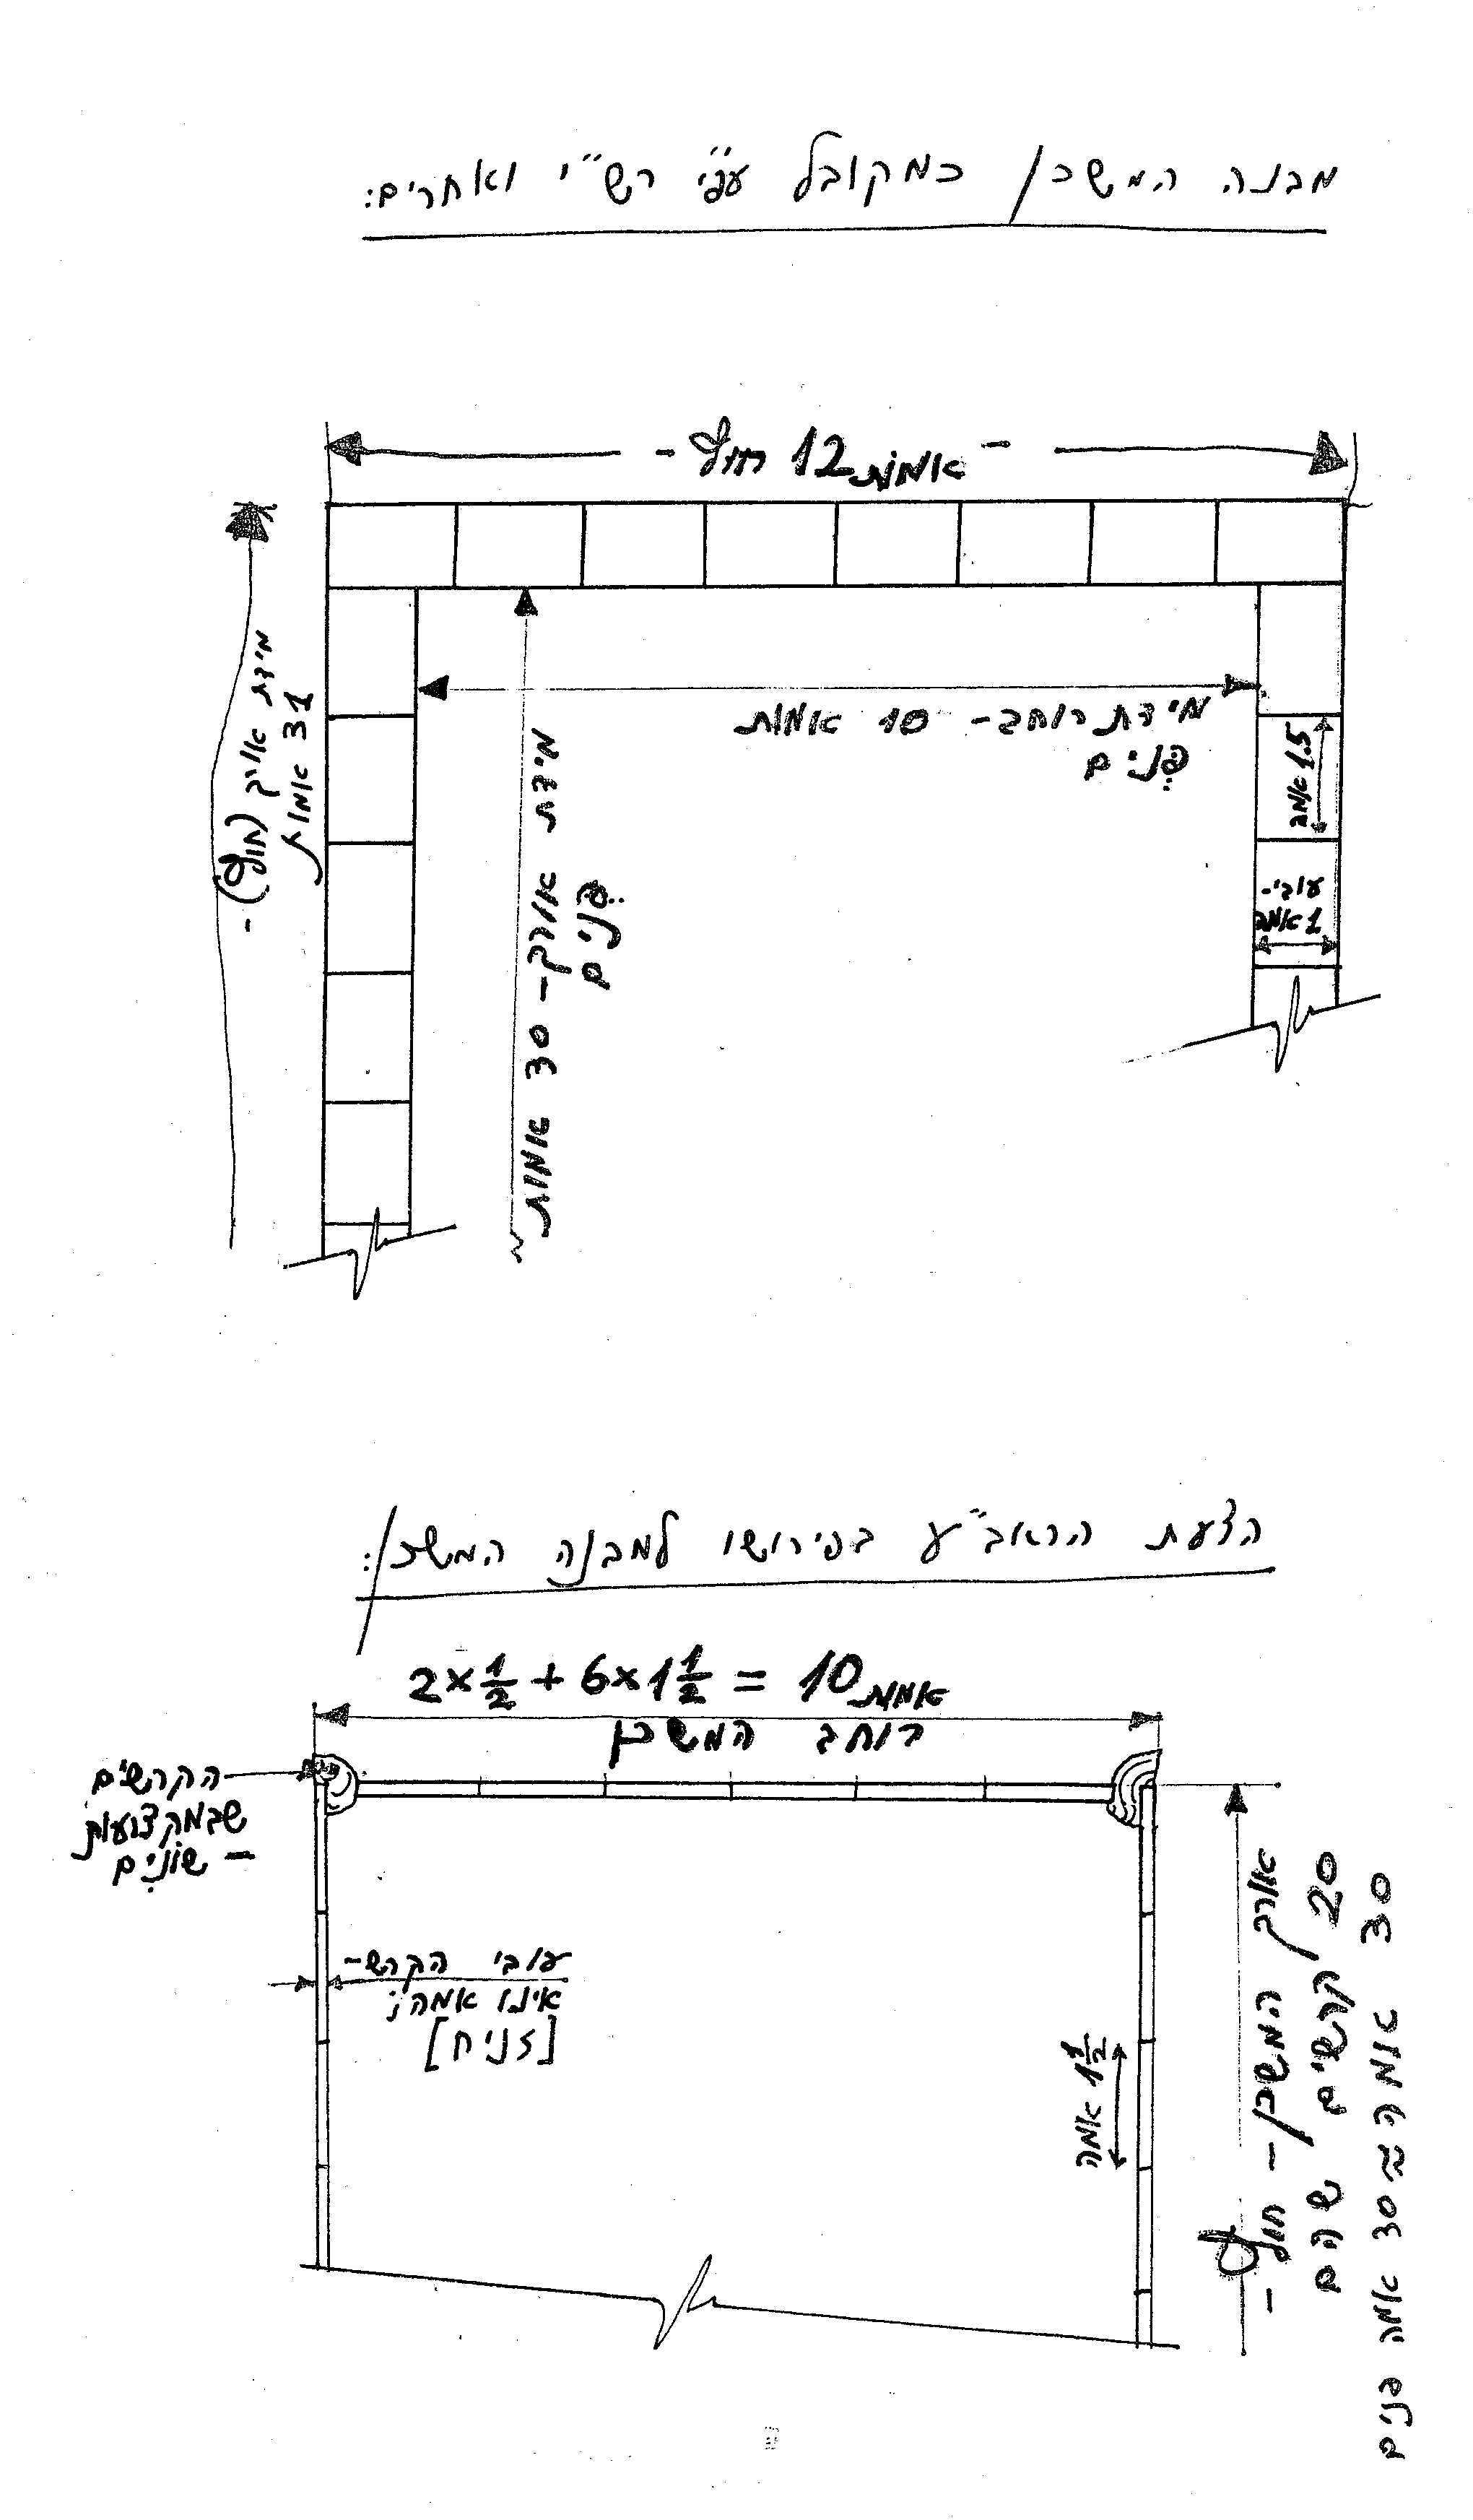 מבנה המשכן כמקובל עפ״י רש״י ואחרים:
- 12 אמות חוץ -
מידת אורך (חוץ) -
31 אמות
מידת רוחב - 10 אמות
פנים
מידת אורך - 30 אמות
פנים
1.5 אמה
עובי -
1 אמה
הצעת הראב״ע בפירושו למבנה המשכן:
2×½ + 6×1½ = 10 אמות
רוחב המשכן
הקרשים
שבמקצועות
- שונים
עובי הקרש -
אינו אמה;
[זניח]
1½ אמה
אורך המשכן - חוץ -
20 קרשים שהם
30 אמה ≈ 30 אמה פנים